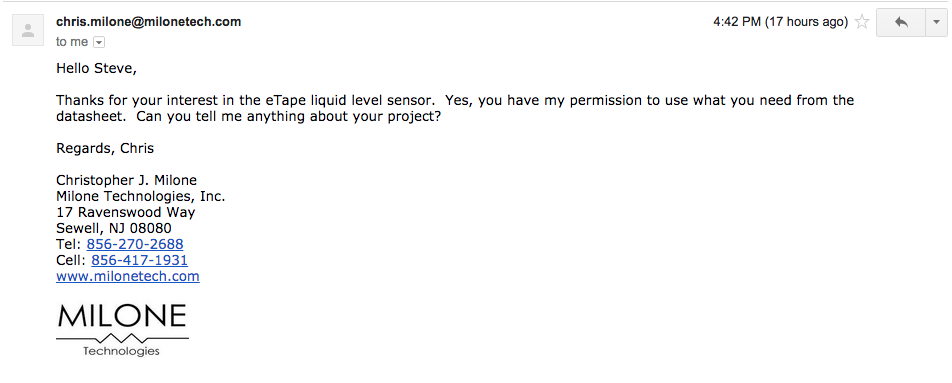 chris.milone@milonetech.com 4:42 PM (17 hours ago)
to me
Hello Steve,
Thanks for your interest in the eTape liquid level sensor.  Yes, you have my permission to use what you need from the
datasheet.  Can you tell me anything about your project?
Regards, Chris
Christopher J. Milone
Milone Technologies, Inc.
17 Ravenswood Way
Sewell, NJ 08080
Tel: 856-270-2688
Cell: 856-417-1931
www.milonetech.com
MILONE
Technologies